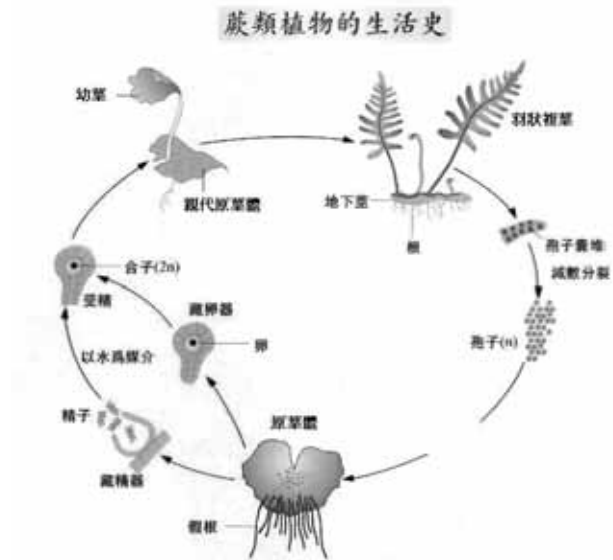 蕨類植物的生活史
幼葉
羽狀複葉
親代原葉體
地下莖
根
孢子囊堆
減數分裂
合子(2n)
受精
藏卵器
卵
孢子(n)
以水爲媒介
精子
原葉體
藏精器
假根